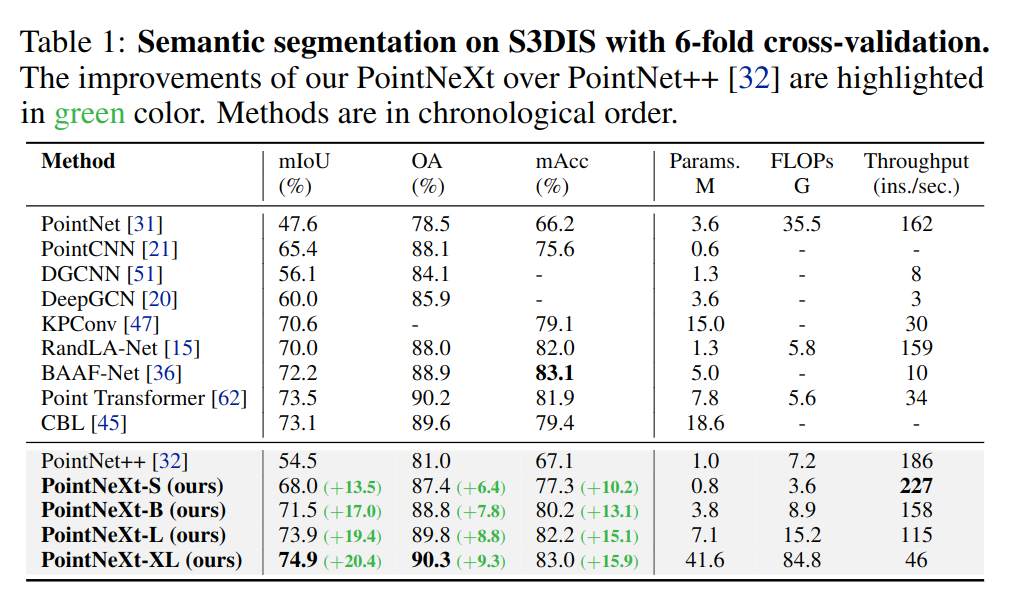 Table 1: Semantic segmentation on S3DIS with 6-fold cross-validation.
The improvements of our PointNeXt over PointNet++ [32] are highlighted
in green color. Methods are in chronological order.
Method mIoU OA mAcc Params. FLOPs Throughput
(%) (%) (%) M G (ins./sec.)
PointNet [31] 47.6 78.5 66.2 3.6 35.5 162
PointCNN [21] 65.4 88.1 75.6 0.6 - -
DGCNN [51] 56.1 84.1 - 1.3 - 8
DeepGCN [20] 60.0 85.9 - 3.6 - 3
KPConv [47] 70.6 - 79.1 15.0 - 30
RandLA-Net [15] 70.0 88.0 82.0 1.3 5.8 159
BAAF-Net [36] 72.2 88.9 83.1 5.0 - 10
Point Transformer [62] 73.5 90.2 81.9 7.8 5.6 34
CBL [45] 73.1 89.6 79.4 18.6 - -
PointNet++ [32] 54.5 81.0 67.1 1.0 7.2 186
PointNeXt-S (ours) 68.0 (+13.5) 87.4 (+6.4) 77.3 (+10.2) 0.8 3.6 227
PointNeXt-B (ours) 71.5 (+17.0) 88.8 (+7.8) 80.2 (+13.1) 3.8 8.9 158
PointNeXt-L (ours) 73.9 (+19.4) 89.8 (+8.8) 82.2 (+15.1) 7.1 15.2 115
PointNeXt-XL (ours) 74.9 (+20.4) 90.3 (+9.3) 83.0 (+15.9) 41.6 84.8 46